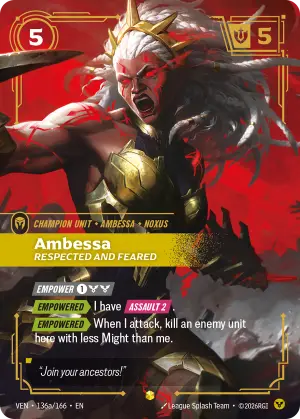 5
5
CHAMPION UNIT • AMBESSA • NOXUS
Ambessa
RESPECTED AND FEARED
EMPOWER 1
EMPOWERED I have ASSAULT 2 .
EMPOWERED When I attack, kill an enemy unit
here with less Might than me.
"Join your ancestors!"
VEN • 136a/166 • EN
League Splash Team • ©2026RGI